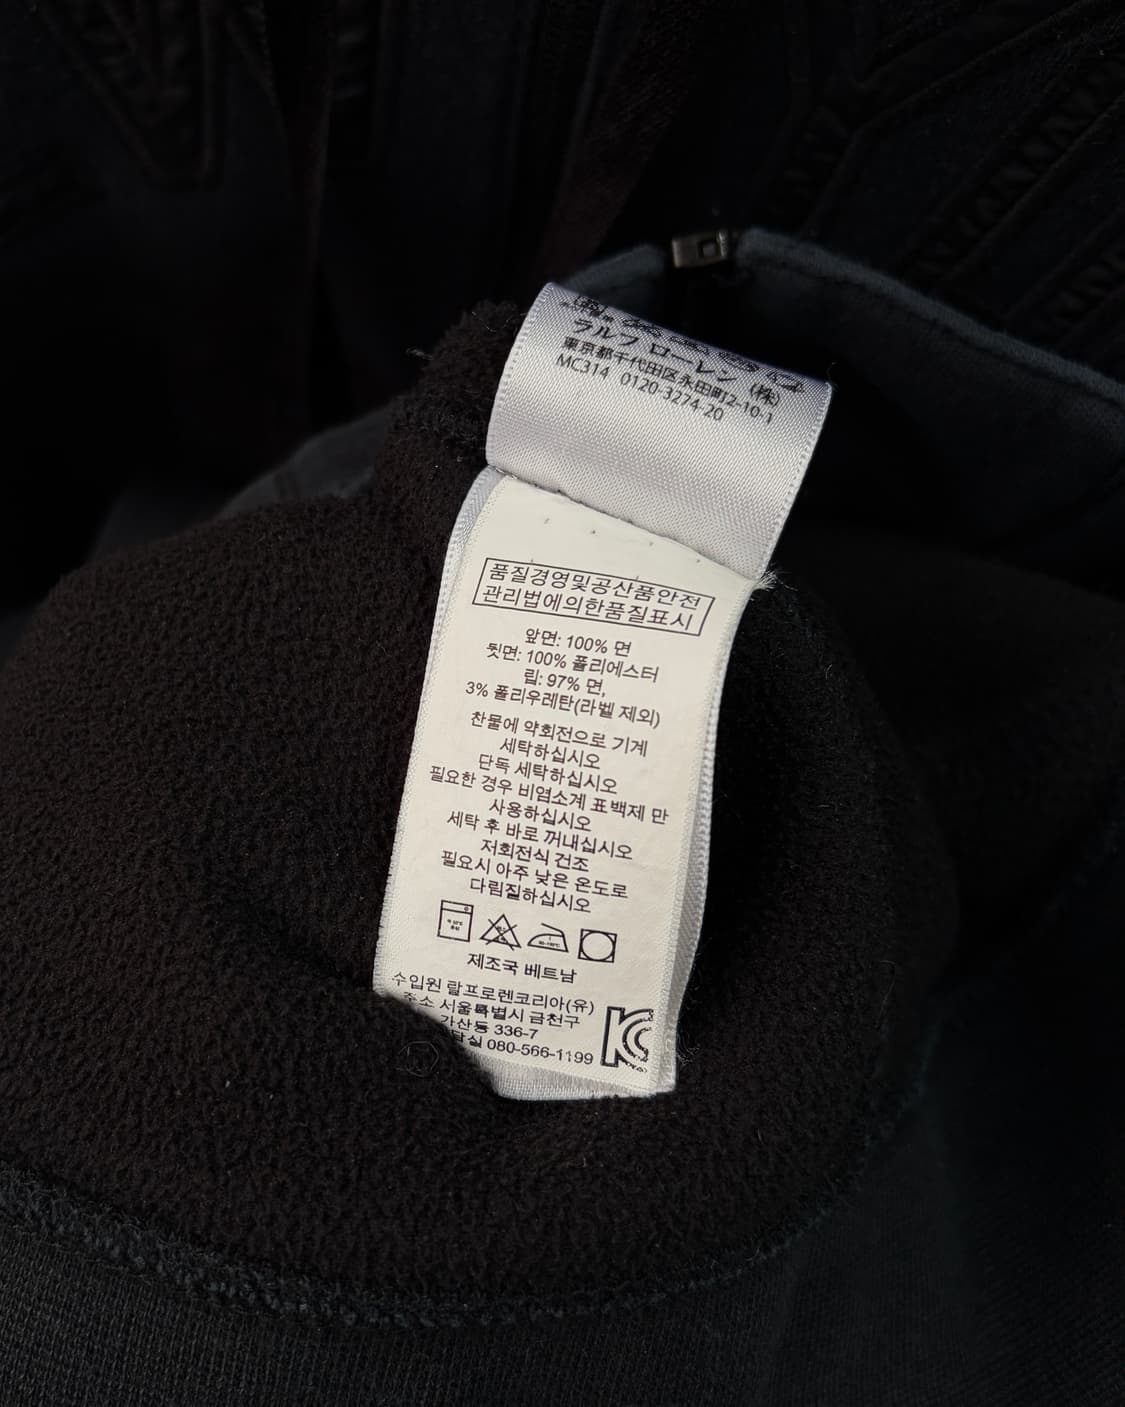 ラルフ ローレン (株)
東京都千代田区永田町2-10-1
MC314 0120-3274-20
품질경영및공산품안전
관리법에의한품질표시
앞면: 100% 면
뒷면: 100% 폴리에스터
립: 97% 면,
3% 폴리우레탄(라벨 제외)
찬물에 약회전으로 기계
세탁하십시오
단독 세탁하십시오
필요한 경우 비염소계 표백제 만
사용하십시오
세탁 후 바로 꺼내십시오
저회전식 건조
필요시 아주 낮은 온도로
다림질하십시오
제조국 베트남
수입원 랄프로렌코리아(유)
주소 서울특별시 금천구
가산동 336-7
080-566-1199